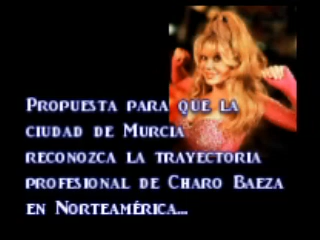 Propuesta para que la
ciudad de Murcia
reconozca la trayectoria
profesional de Charo Baeza
en Norteamérica...